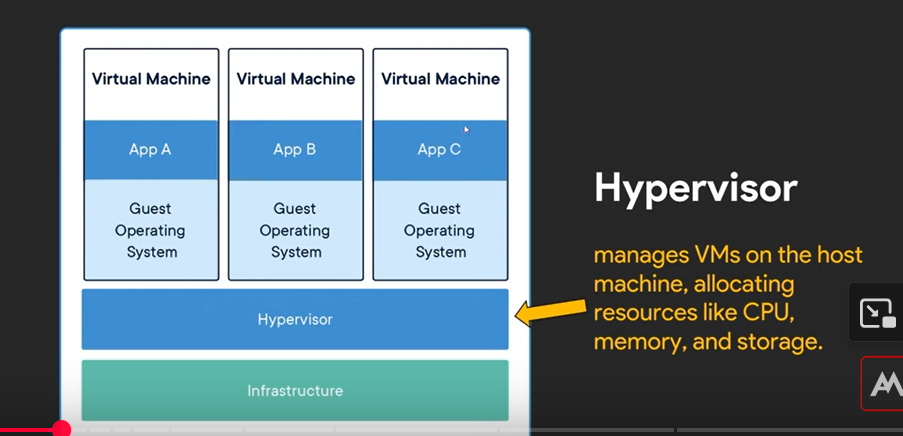 Virtual Machine
Virtual Machine
Virtual Machine
App A
App B
App C
Guest
Operating
System
Guest
Operating
System
Guest
Operating
System
Hypervisor
Infrastructure
Hypervisor
manages VMs on the host
machine, allocating
resources like CPU,
memory, and storage.